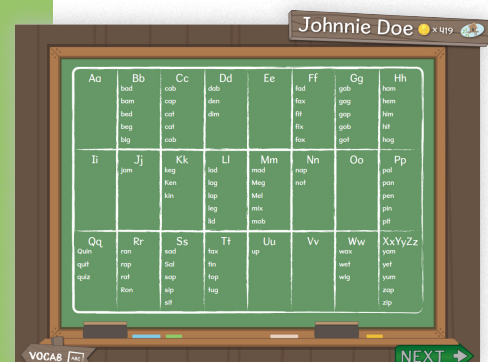 Johnnie Doe x 419
Aa
Bb
bad
bam
bed
beg
big
Cc
cab
cap
cat
cat
cob
Dd
dab
den
dim
Ee
Ff
fad
fax
fit
fix
fox
Gg
gab
gag
gap
gob
got
Hh
ham
hem
him
hit
hog
Ii
Jj
jam
Kk
keg
Ken
kin
Ll
lad
lag
lap
leg
lid
Mm
mad
Meg
Mel
mix
mob
Nn
nap
not
Oo
Pp
pal
pan
pen
pin
pit
Qq
Quin
quit
quiz
Rr
ran
rap
rat
Ron
Ss
sad
Sal
sap
sip
sit
Tt
tax
tin
top
tug
Uu
up
Vv
Ww
wax
wet
wig
XxYyZz
yam
yet
yum
zap
zip
VOCAB ABC
NEXT